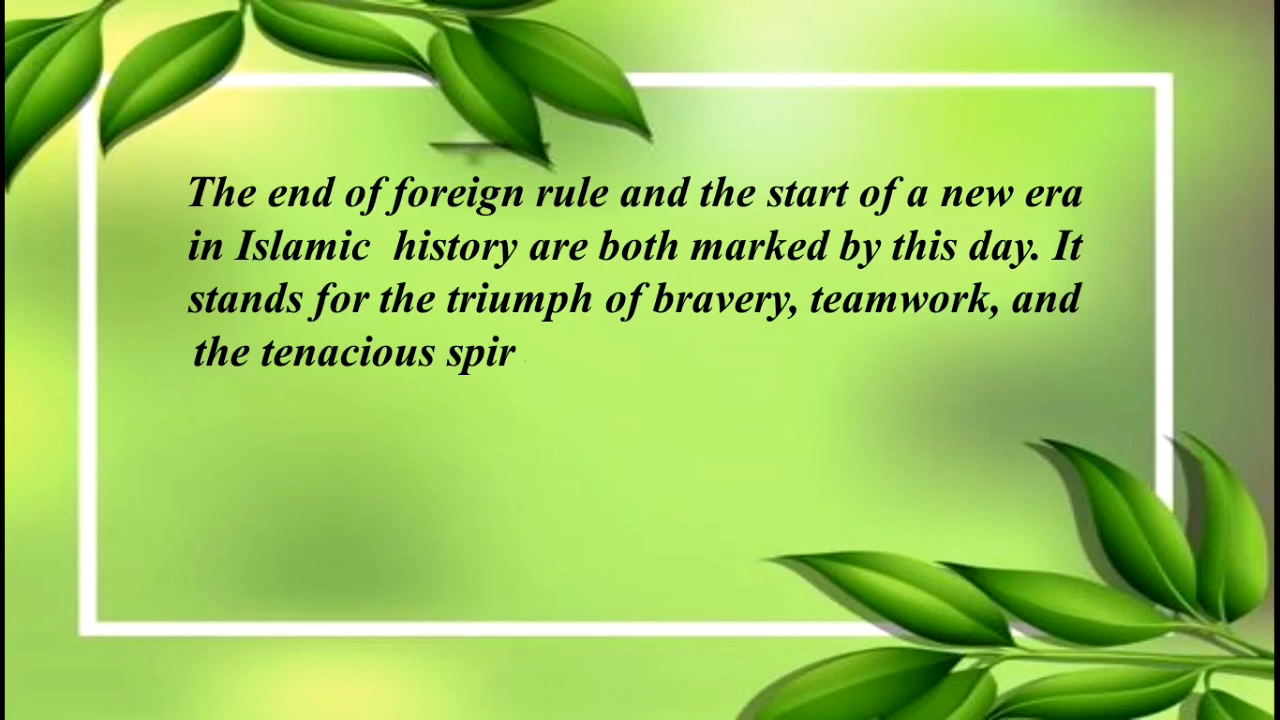 The end of foreign rule and the start of a new era
in Islamic history are both marked by this day. It
stands for the triumph of bravery, teamwork, and
the tenacious spir